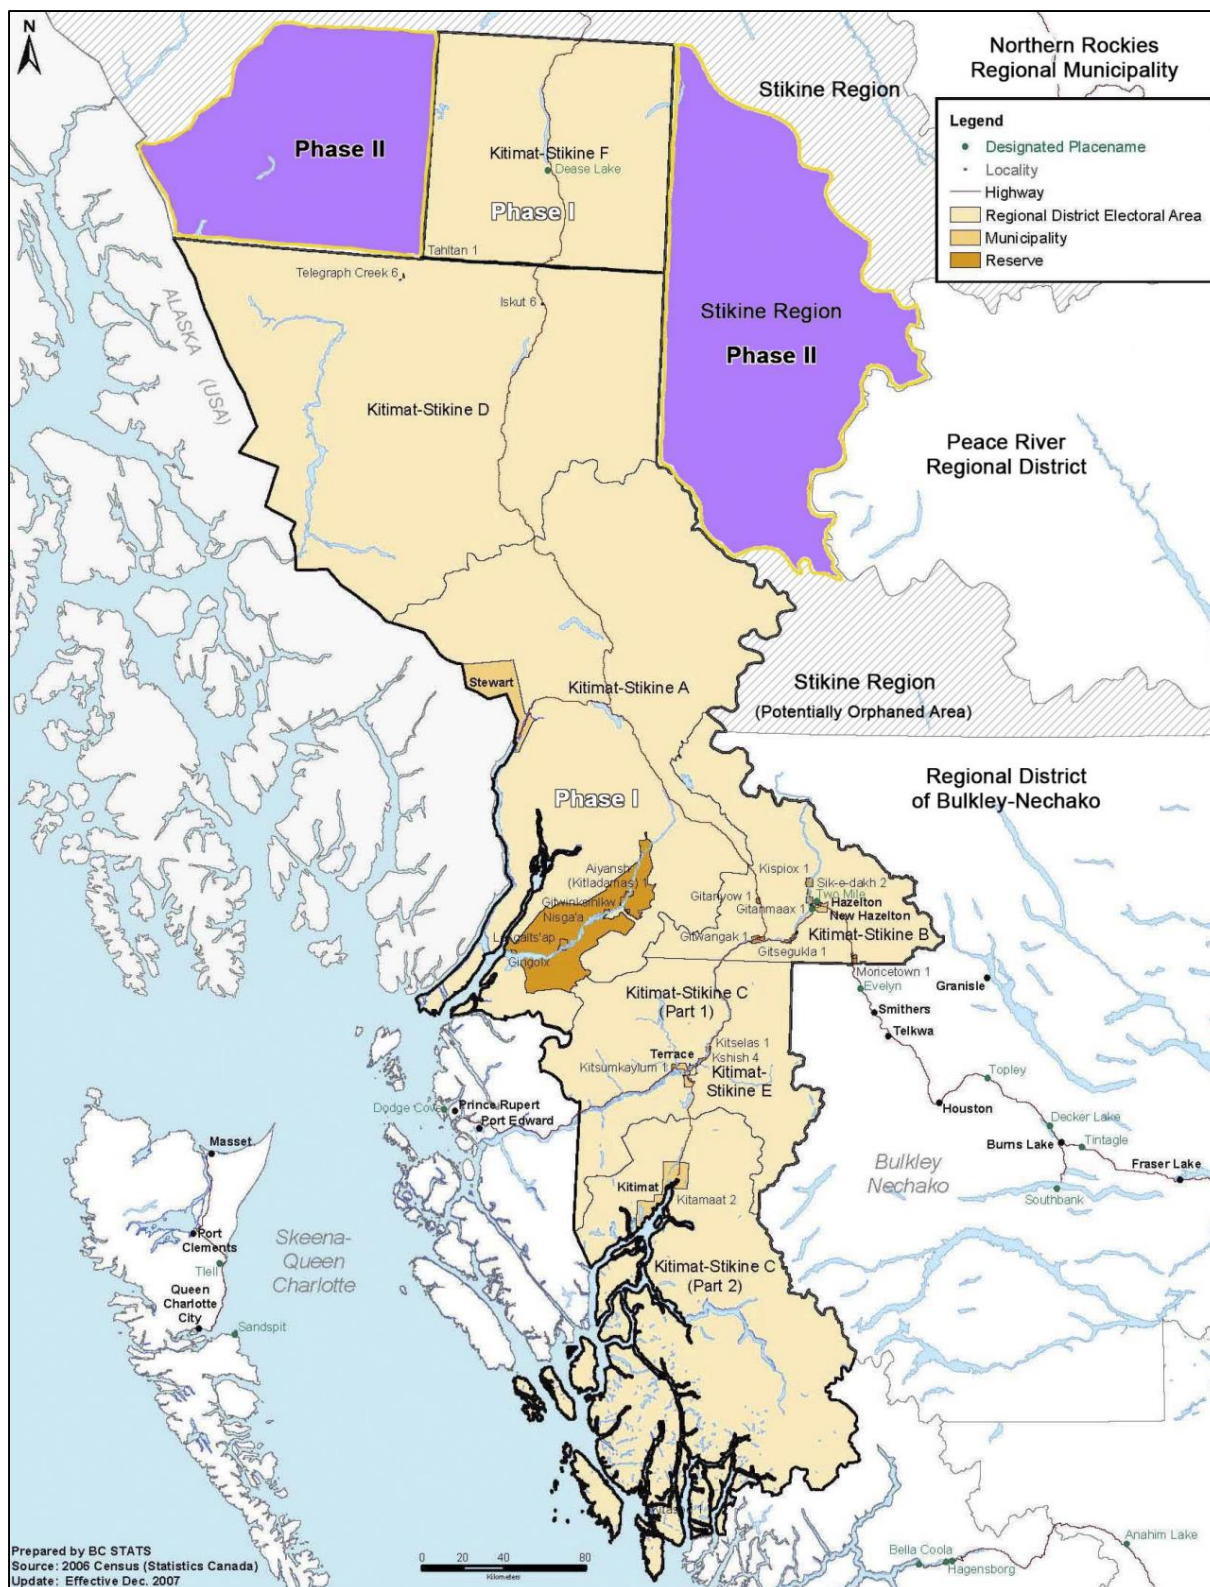 N
Northern Rockies
Regional Municipality
Stikine Region
Legend
Designated Placename
Locality
Highway
Regional District Electoral Area
Municipality
Reserve
Phase II
Kitimat-Stikine F
Dease Lake
Phase I
Tahltan 1
Telegraph Creek 6
Iskut 6
Stikine Region
Phase II
ALASKA
(USA)
Kitimat-Stikine D
Peace River
Regional District
Stewart
Kitimat-Stikine A
Stikine Region
(Potentially Orphaned Area)
Regional District
of Bulkley-Nechako
Phase I
Aiyansh
(Kitladamas) 1
Gitwinksihlkw
Nisga'a
Gingolx
Kispiox 1
Sik-e-dakh 2
Two Mile
Gitanyow 1
Hazelton
Gitanmaax 1
New Hazelton
Gitwangak 1
Kitimat-Stikine B
Gitsegukla 1
Moricetown 1
Evelyn
Granisle
Kitimat-Stikine C
(Part 1)
Smithers
Telkwa
Kitselas 1
Terrace
Kshish 4
Kitsumkaylum 1
Kitimat-
Stikine E
Topley
Dodge Cove
Prince Rupert
Port Edward
Houston
Decker Lake
Burns Lake
Tintagle
Masset
Bulkley
Nechako
Fraser Lake
Southbank
Kitimat
Kitamaat 2
Port
Clements
Skeena-
Queen
Charlotte
Tlell
Kitimat-Stikine C
(Part 2)
Queen
Charlotte
City
Sandspit
Anahim Lake
Bella Coola
Hagensborg
Prepared by BC STATS
Source: 2006 Census (Statistics Canada)
Update: Effective Dec. 2007
0 20 40 80
Kilometers